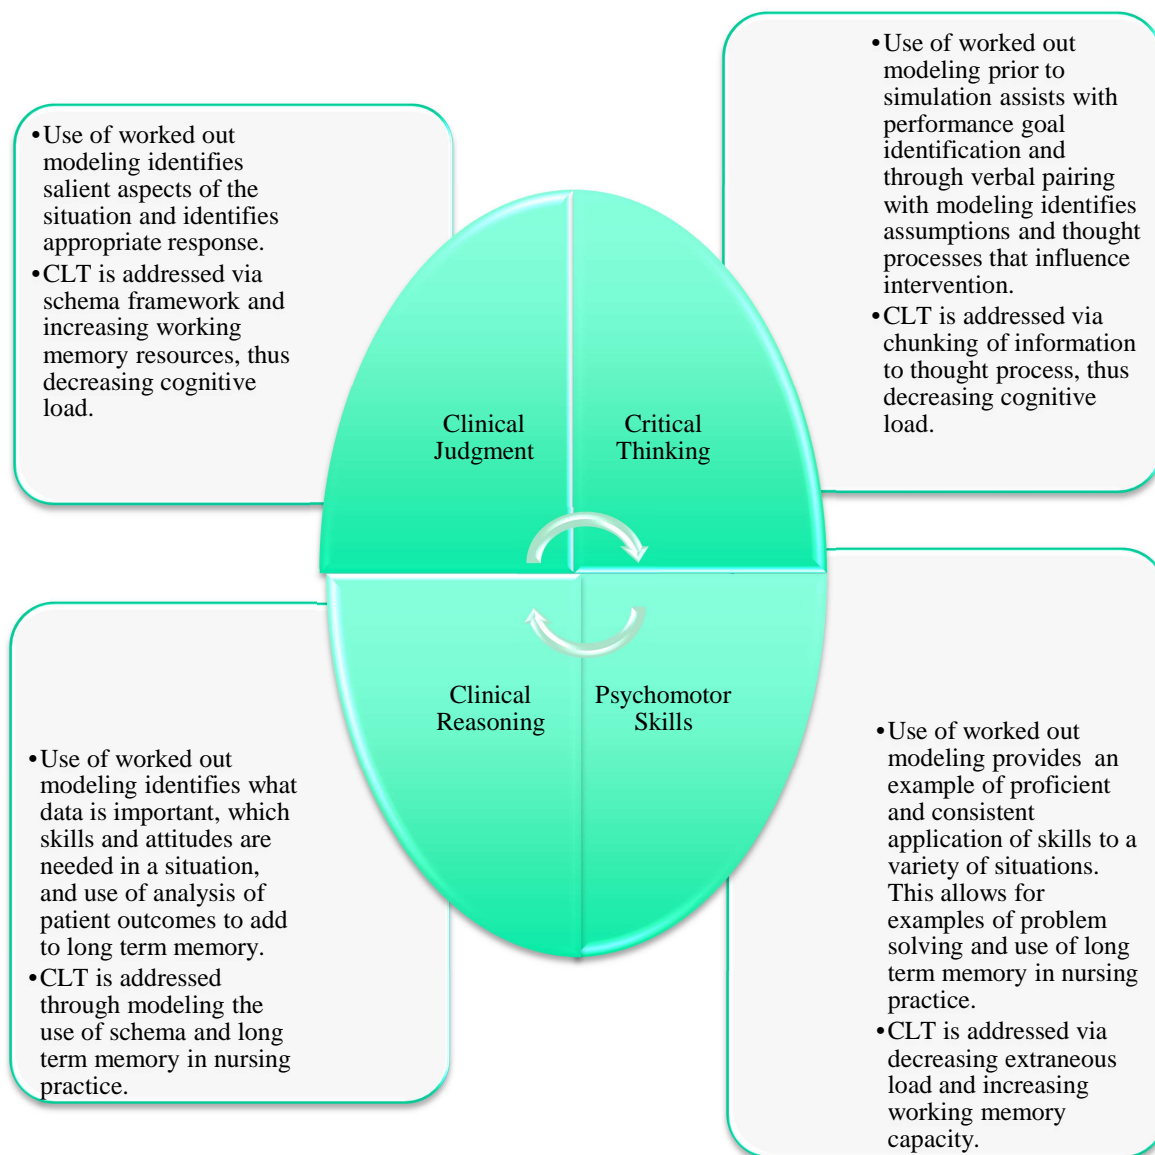 •Use of worked out
modeling identifies
salient aspects of the
situation and identifies
appropriate response.
•CLT is addressed via
schema framework and
increasing working
memory resources, thus
decreasing cognitive
load.
•Use of worked out
modeling prior to
simulation assists with
performance goal
identification and
through verbal pairing
with modeling identifies
assumptions and thought
processes that influence
intervention.
•CLT is addressed via
chunking of information
to thought process, thus
decreasing cognitive
load.
Clinical
Judgment
Critical
Thinking
Clinical
Reasoning
Psychomotor
Skills
•Use of worked out
modeling identifies what
data is important, which
skills and attitudes are
needed in a situation,
and use of analysis of
patient outcomes to add
to long term memory.
•CLT is addressed
through modeling the
use of schema and long
term memory in nursing
practice.
•Use of worked out
modeling provides an
example of proficient
and consistent
application of skills to a
variety of situations.
This allows for
examples of problem
solving and use of long
term memory in nursing
practice.
•CLT is addressed via
decreasing extraneous
load and increasing
working memory
capacity.